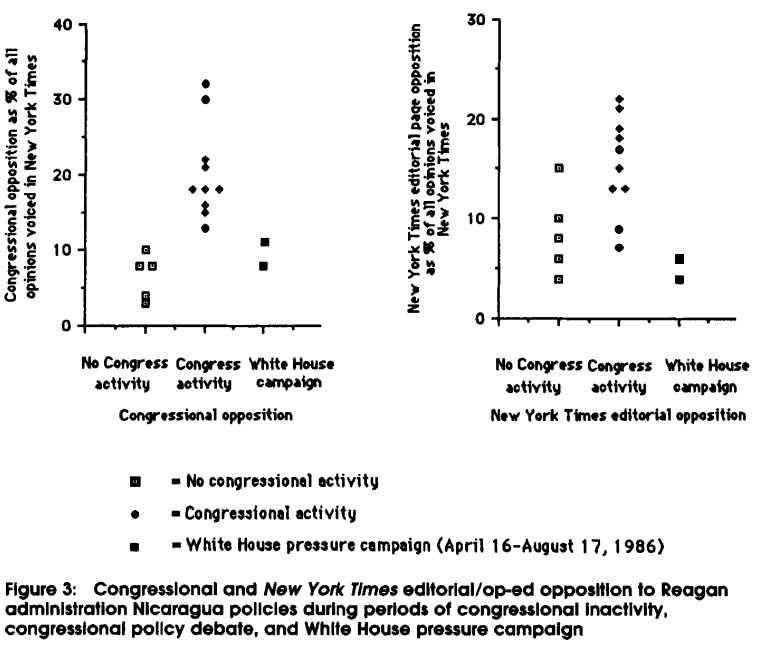 Congressional opposition as % of all
opinions voiced in New York Times
40
30
20
10
0
No Congress activity
Congress activity
White House campaign
Congressional opposition
New York Times editorial page opposition
as % of all opinions voiced in
New York Times
30
20
10
0
No Congress activity
Congress activity
White House campaign
New York Times editorial opposition
= No congressional activity
= Congressional activity
= White House pressure campaign (April 16-August 17, 1986)
Figure 3: Congressional and New York Times editorial/op-ed opposition to Reagan
administration Nicaragua policies during periods of congressional inactivity,
congressional policy debate, and White House pressure campaign